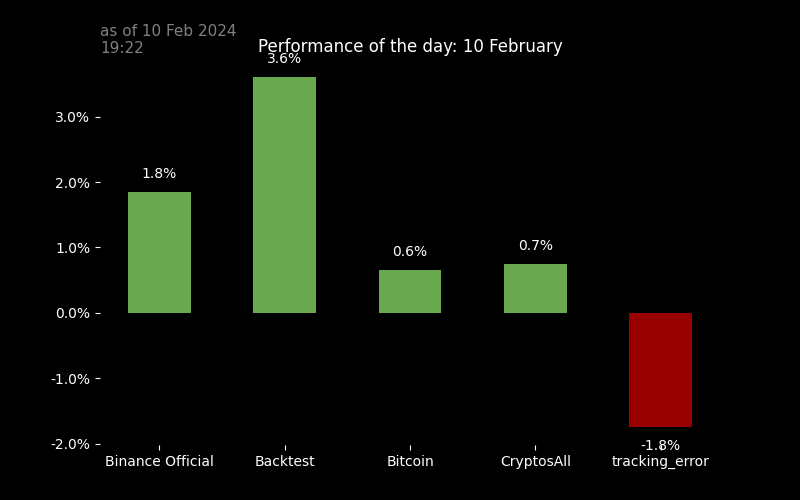 as of 10 Feb 2024
19:22
Performance of the day: 10 February
3.6%
3.0%
1.8%
2.0%
0.7%
0.6%
1.0%
0.0%
-1.0%
-2.0%
-1.8%
Binance Official
Backtest
Bitcoin
CryptosAll
tracking_error